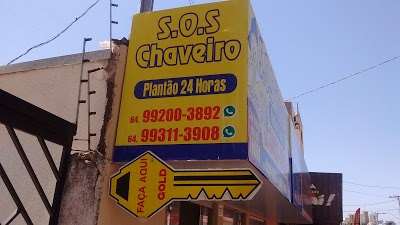 S.O.S
Chaveiro
Plantão 24 Horas
64. 99200-3892
64. 99311-3908
FAÇA AQUI
GOLD